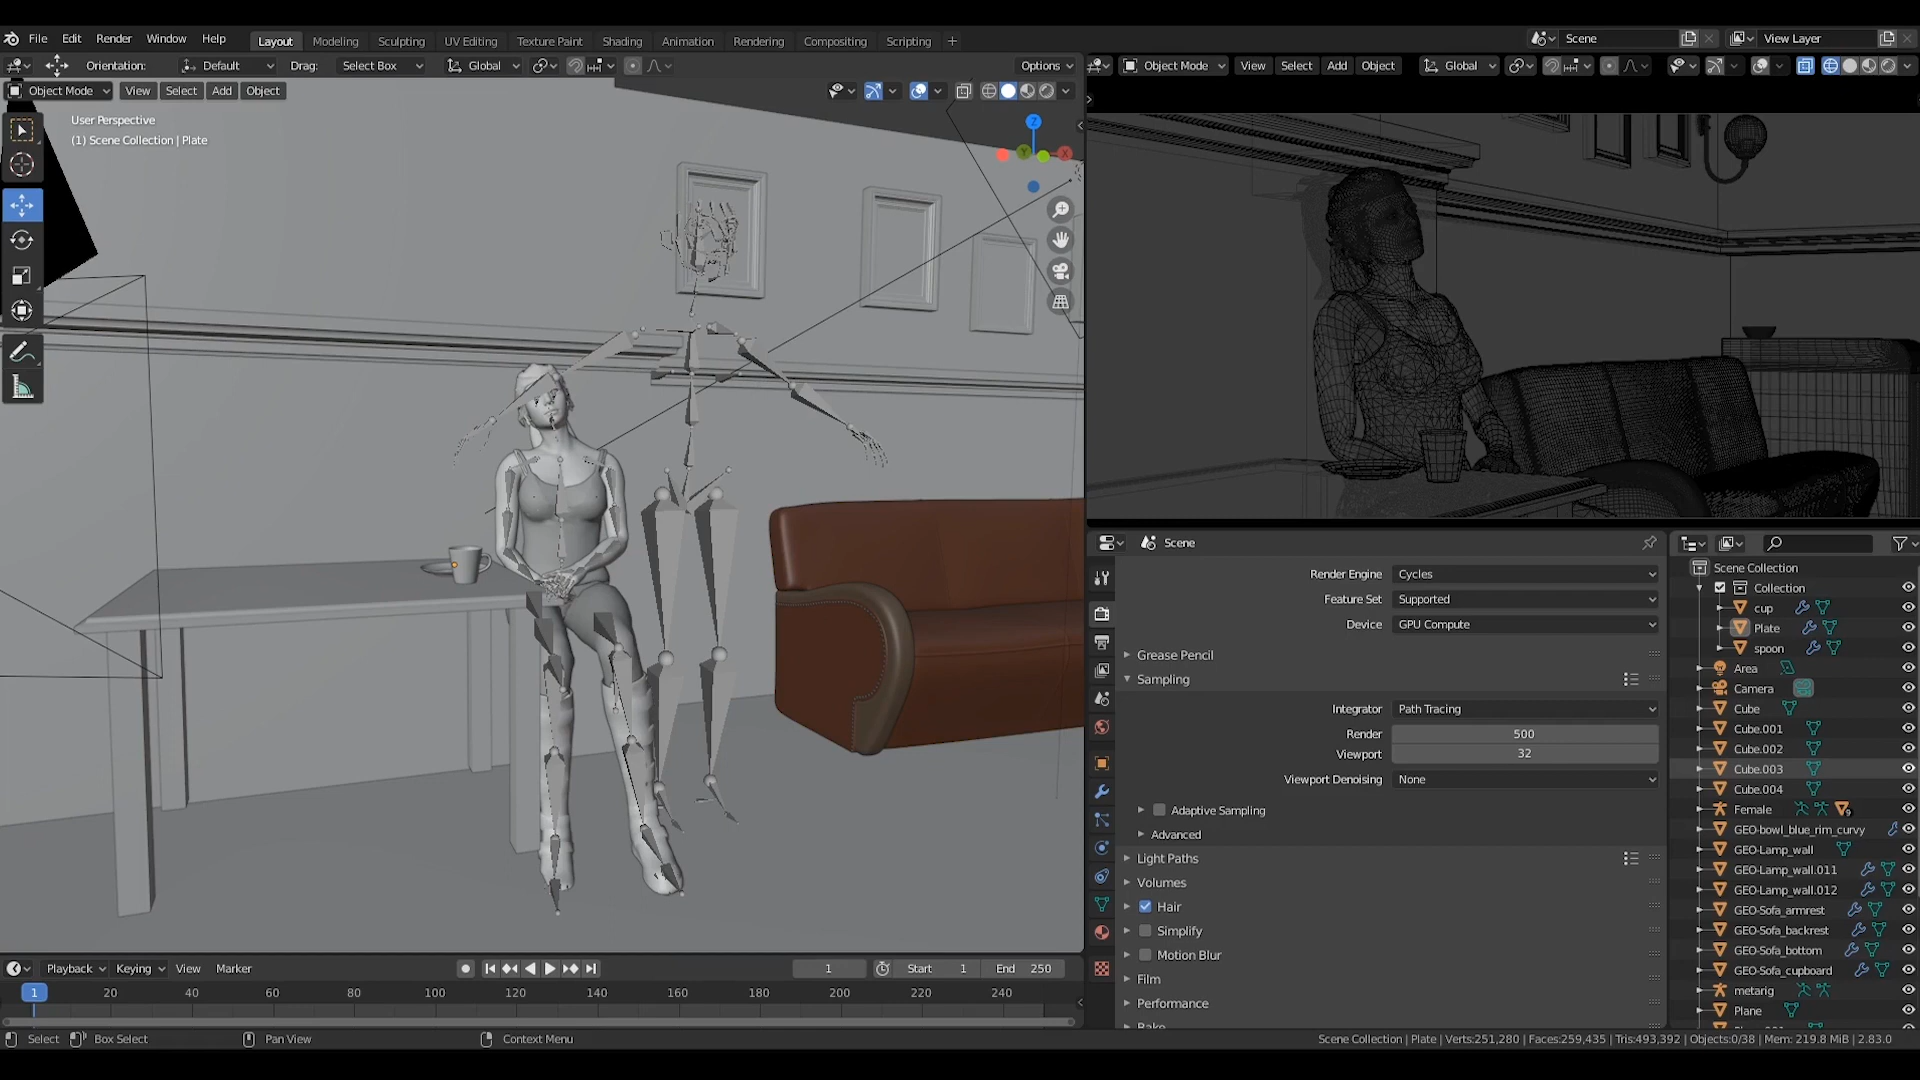 File Edit Render Window Help Layout Modeling Sculpting UV Editing Texture Paint Shading Animation Rendering Compositing Scripting + Scene View Layer
Orientation: Default Drag: Select Box Global Options
Object Mode View Select Add Object Global
Object Mode View Select Add Object
User Perspective
(1) Scene Collection | Plate
Z
Y
X
Scene
Render Engine Cycles
Feature Set Supported
Device GPU Compute
Grease Pencil
Sampling
Integrator Path Tracing
Render 500
Viewport 32
Viewport Denoising None
Adaptive Sampling
Advanced
Light Paths
Volumes
Hair
Simplify
Motion Blur
Film
Performance
Bake
Scene Collection
Collection
cup
Plate
spoon
Area
Camera
Cube
Cube.001
Cube.002
Cube.003
Cube.004
Female 9
GEO-bowl_blue_rim_curvy
GEO-Lamp_wall
GEO-Lamp_wall.011
GEO-Lamp_wall.012
GEO-Sofa_armrest
GEO-Sofa_backrest
GEO-Sofa_bottom
GEO-Sofa_cupboard
metarig
Plane
Playback Keying View Marker 1 Start 1 End 250
1 20 40 60 80 100 120 140 160 180 200 220 240
Select Box Select Pan View Context Menu Scene Collection | Plate | Verts:251,280 | Faces:259,435 | Tris:493,392 | Objects:0/38 | Mem: 219.8 MiB | 2.83.0